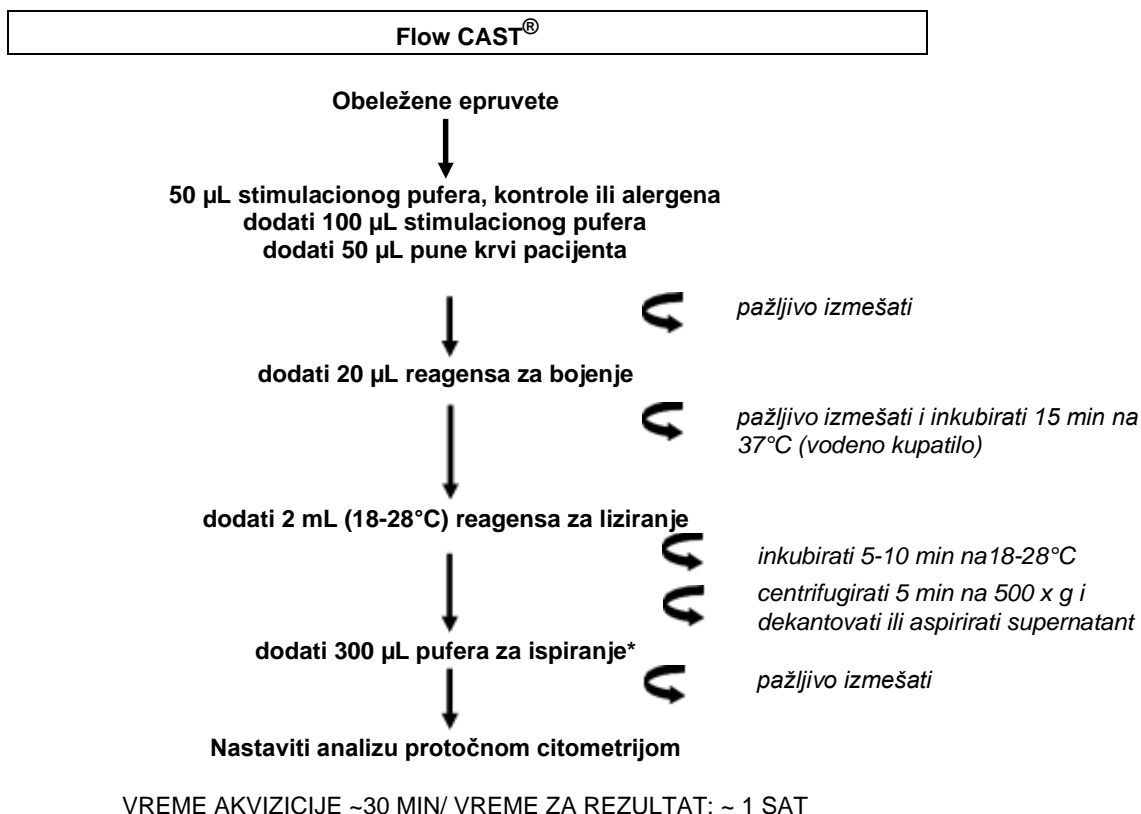 Flow CAST®
Obeležene epruvete
50 µL stimulacionog pufera, kontrole ili alergena
dodati 100 µL stimulacionog pufera
dodati 50 µL pune krvi pacijenta
pažljivo izmešati
dodati 20 µL reagensa za bojenje
pažljivo izmešati i inkubirati 15 min na
37°C (vodeno kupatilo)
dodati 2 mL (18-28°C) reagensa za liziranje
inkubirati 5-10 min na18-28°C
centrifugirati 5 min na 500 x g i
dekantovati ili aspirirati supernatant
dodati 300 µL pufera za ispiranje*
pažljivo izmešati
Nastaviti analizu protočnom citometrijom
VREME AKVIZICIJE ~30 MIN/ VREME ZA REZULTAT: ~ 1 SAT